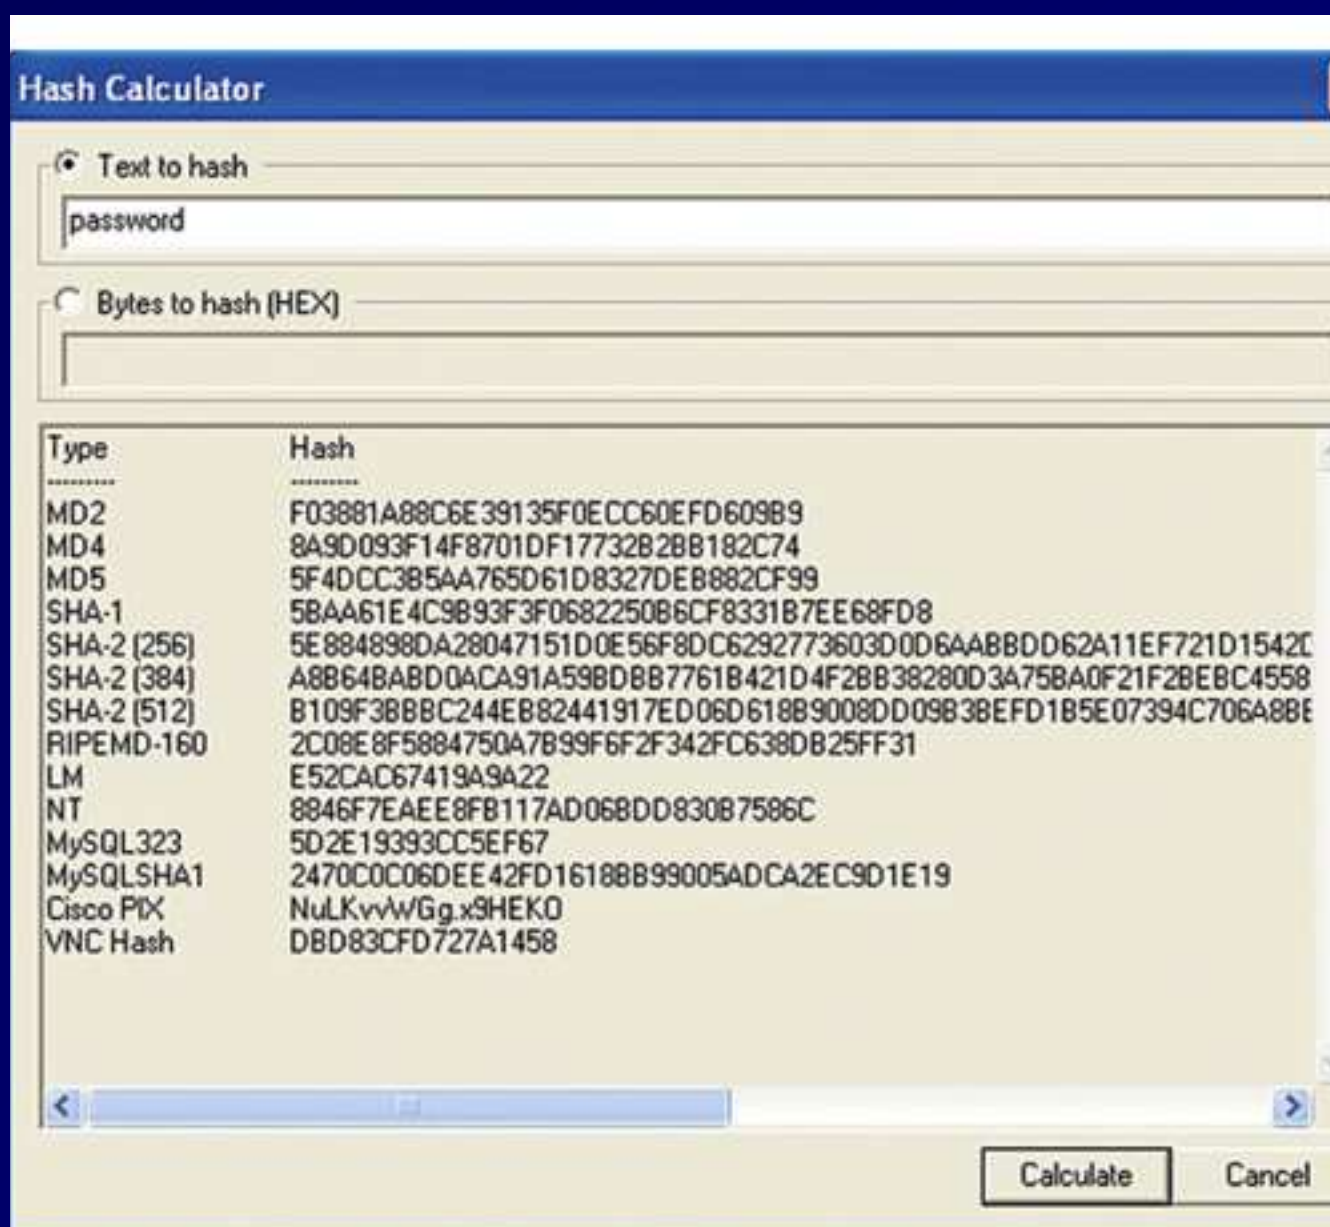 Hash Calculator
Text to hash
password
Bytes to hash (HEX)
Type Hash
--------- ---------
MD2 F03881A88C6E39135F0ECC60EFD609B9
MD4 8A9D093F14F8701DF17732B2BB182C74
MD5 5F4DCC3B5AA765D61D8327DEB882CF99
SHA-1 5BAA61E4C9B93F3F0682250B6CF8331B7EE68FD8
SHA-2 (256) 5E884898DA28047151D0E56F8DC6292773603D0D6AABBDD62A11EF721D1542D
SHA-2 (384) A8B64BABD0ACA91A59BDBB7761B421D4F2BB38280D3A75BA0F21F2BEBC4558
SHA-2 (512) B109F3BBBC244EB82441917ED06D618B9008DD09B3BEFD1B5E07394C706A8BB
RIPEMD-160 2C08E8F5884750A7B99F6F2F342FC638DB25FF31
LM E52CAC67419A9A22
NT 8846F7EAEE8FB117AD06BDD830B7586C
MySQL323 5D2E19393CC5EF67
MySQLSHA1 2470C0C06DEE42FD1618BB99005ADCA2EC9D1E19
Cisco PIX NuLKvvWGg.x9HEKO
VNC Hash DBD83CFD727A1458
Calculate Cancel